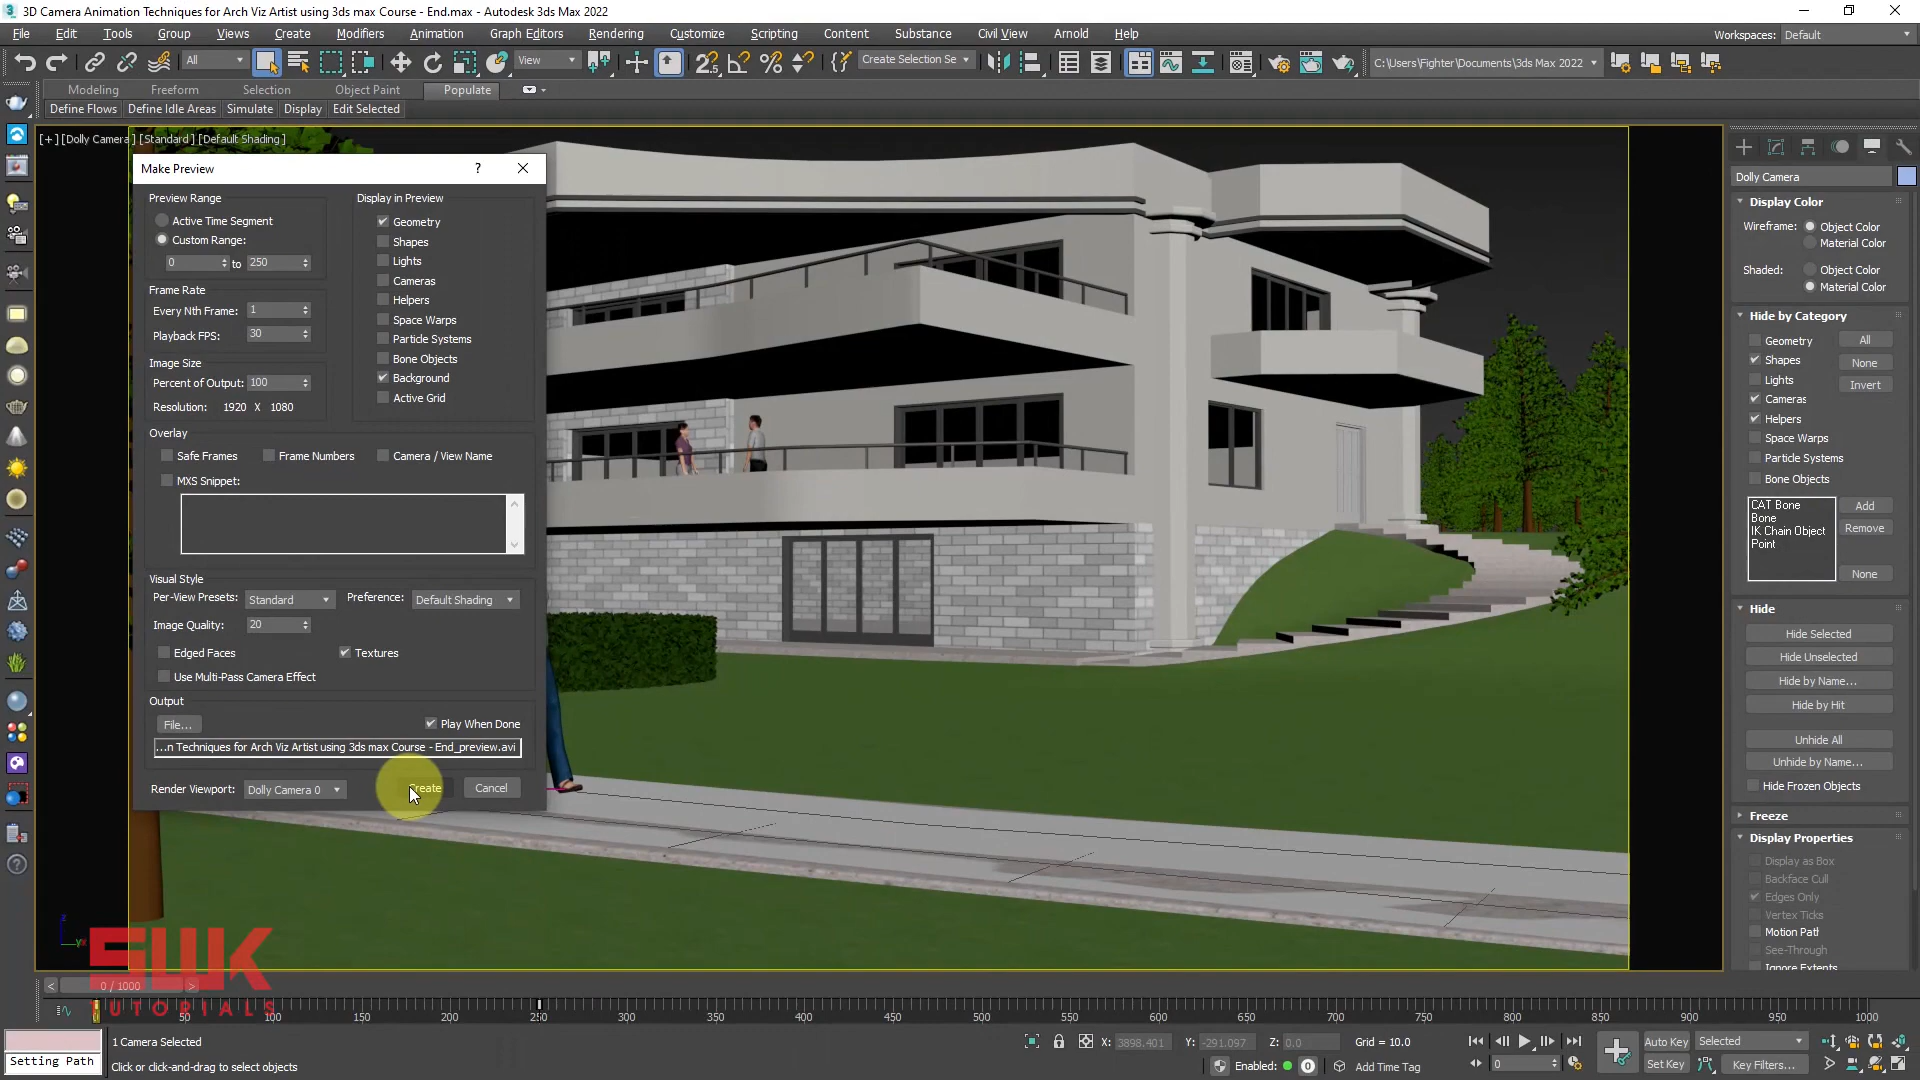 3D Camera Animation Techniques for Arch Viz Artist using 3ds max Course - End.max - Autodesk 3ds Max 2022
File Edit Tools Group Views Create Modifiers Animation Graph Editors Rendering Customize Scripting Content Substance Civil View Arnold Help
Workspaces: Default
All View Create Selection Se C:\Users\Fighter\Documents\3ds Max 2022
Modeling Freeform Selection Object Paint Populate
Define Flows Define Idle Areas Simulate Display Edit Selected
[+] [Dolly Camera ] [Standard ] [Default Shading ]
Make Preview ?
Preview Range
Active Time Segment
Custom Range:
0 to 250
Frame Rate
Every Nth Frame: 1
Playback FPS: 30
Image Size
Percent of Output: 100
Resolution: 1920 X 1080
Display in Preview
Geometry
Shapes
Lights
Cameras
Helpers
Space Warps
Particle Systems
Bone Objects
Background
Active Grid
Overlay
Safe Frames Frame Numbers Camera / View Name
MXS Snippet:
Visual Style
Per-View Presets: Standard Preference: Default Shading
Image Quality: 20
Edged Faces Textures
Use Multi-Pass Camera Effect
Output
File... Play When Done
...n Techniques for Arch Viz Artist using 3ds max Course - End_preview.avi
Render Viewport: Dolly Camera 0 Create Cancel
Dolly Camera
Display Color
Wireframe: Object Color
Material Color
Shaded: Object Color
Material Color
Hide by Category
Geometry All
Shapes None
Lights Invert
Cameras
Helpers
Space Warps
Particle Systems
Bone Objects
CAT Bone Add
Bone
IK Chain Object Remove
Point
None
Hide
Hide Selected
Hide Unselected
Hide by Name...
Hide by Hit
Unhide All
Unhide by Name...
Hide Frozen Objects
Freeze
Display Properties
Display as Box
Backface Cull
Edges Only
Vertex Ticks
Motion Path
See-Through
Ignore Extents
z
SWK
TUTORIALS
< 0 / 1000 >
50 100 150 200 250 300 350 400 450 500 550 600 650 700 750 800 850 900 950 1000
1 Camera Selected X: 3898.401 Y: -291.097 Z: 0.0 Grid = 10.0 Auto Key Selected
Setting Path Click or click-and-drag to select objects Enabled: 0 Add Time Tag 0 Set Key Key Filters...